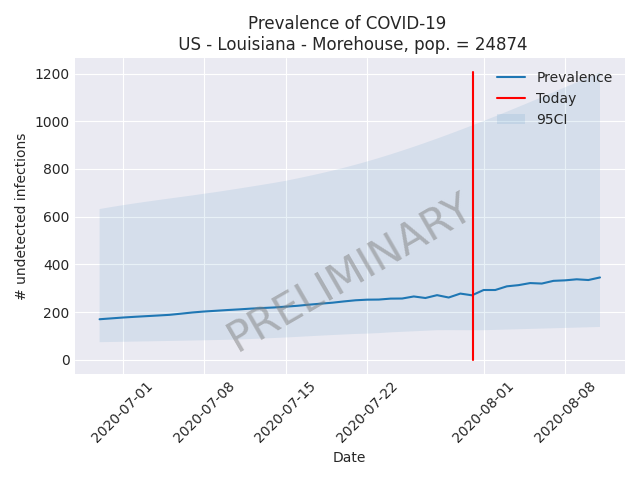 Prevalence of COVID-19
US - Louisiana - Morehouse, pop. = 24874
Prevalence
Today
95CI
PRELIMINARY
# undetected infections
1200
1000
800
600
400
200
0
2020-07-01
2020-07-08
2020-07-15
2020-07-22
2020-08-01
2020-08-08
Date